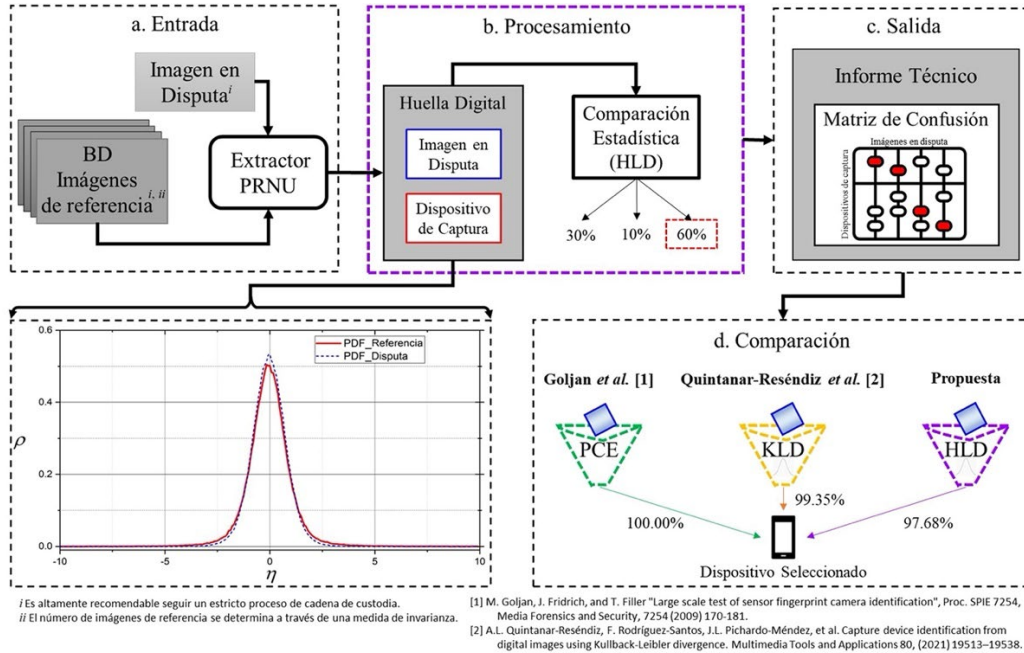 a. Entrada
Imagen en
Disputa i
BD
Imágenes
de referencia i, ii
Extractor
PRNU
b. Procesamiento
Huella Digital
Imagen en
Disputa
Dispositivo
de Captura
Comparación
Estadística
(HLD)
30%
10%
60%
c. Salida
Informe Técnico
Matriz de Confusión
Imágenes en disputa
Dispositivos de captura
0.6
0.4
0.2
0.0
ρ
-10
-5
0
5
10
η
PDF_Referencia
PDF_Disputa
d. Comparación
Goljan et al. [1]
Quintanar-Reséndiz et al. [2]
Propuesta
PCE
KLD
HLD
100.00%
99.35%
97.68%
Dispositivo Seleccionado
i Es altamente recomendable seguir un estricto proceso de cadena de custodia.
ii El número de imágenes de referencia se determina a través de una medida de invarianza.
[1] M. Goljan, J. Fridrich, and T. Filler "Large scale test of sensor fingerprint camera identification", Proc. SPIE 7254,
Media Forensics and Security, 7254 (2009) 170-181.
[2] A.L. Quintanar-Reséndiz, F. Rodríguez-Santos, J.L. Pichardo-Méndez, et al. Capture device identification from
digital images using Kullback-Leibler divergence. Multimedia Tools and Applications 80, (2021) 19513–19538.